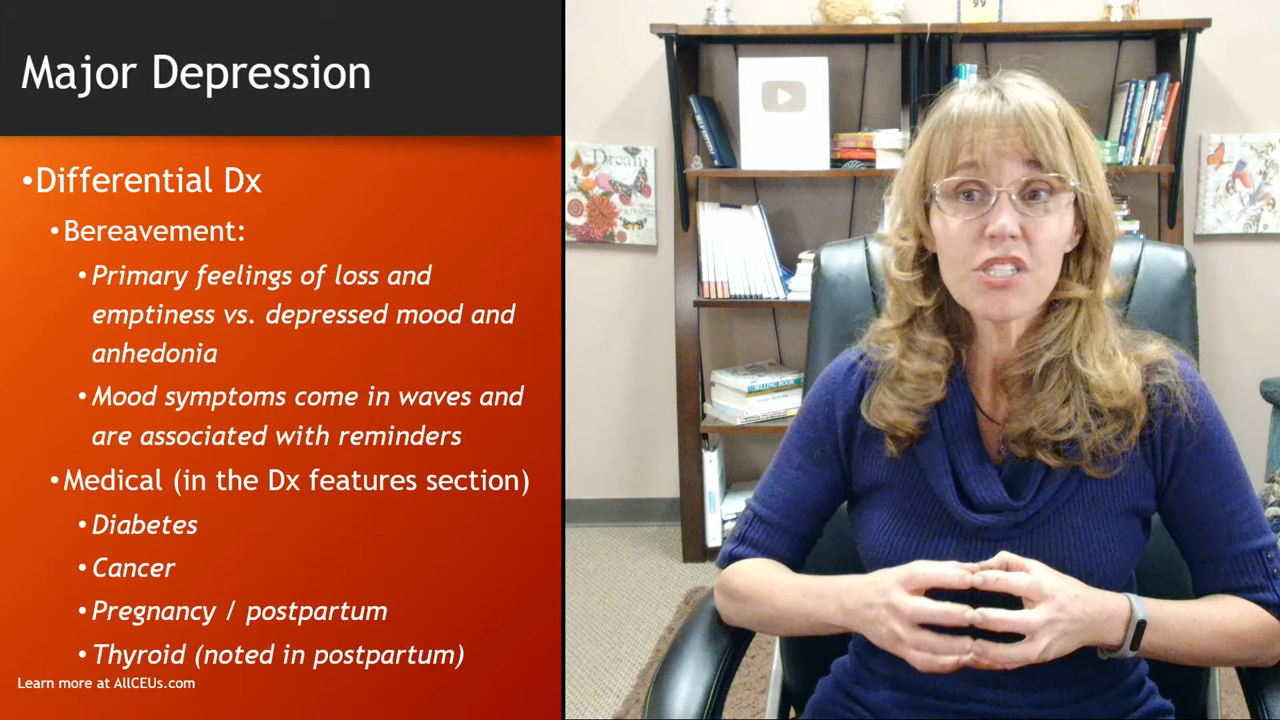 Major Depression
•Differential Dx
•Bereavement:
•Primary feelings of loss and
emptiness vs. depressed mood and
anhedonia
•Mood symptoms come in waves and
are associated with reminders
•Medical (in the Dx features section)
•Diabetes
•Cancer
•Pregnancy / postpartum
•Thyroid (noted in postpartum)
Learn more at AllCEUs.com
99
Dream